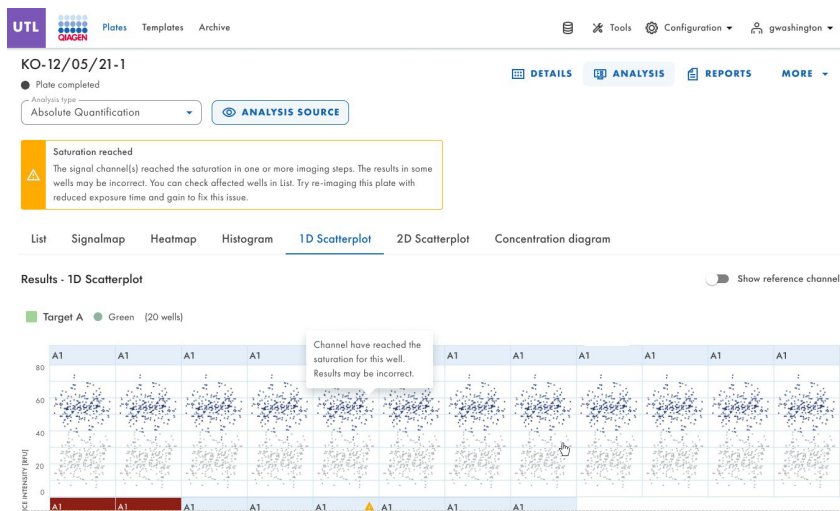 UTL
QIAGEN
Plates Templates Archive
Tools Configuration gwashington
KO-12/05/21-1
Plate completed
DETAILS ANALYSIS REPORTS MORE
Analysis type
Absolute Quantification
ANALYSIS SOURCE
Saturation reached
The signal channel(s) reached the saturation in one or more imaging steps. The results in some
wells may be incorrect. You can check affected wells in List. Try re-imaging this plate with
reduced exposure time and gain to fix this issue.
List Signalmap Heatmap Histogram 1D Scatterplot 2D Scatterplot Concentration diagram
Results - 1D Scatterplot
Show reference channel
Target A Green (20 wells)
Channel have reached the
saturation for this well.
Results may be incorrect.
A1 A1 A1 A1 A1 A1 A1 A1 A1 A1
80
60
40
20
0
ICE INTENSITY [RFU]
A1 A1 A1 A1 A1 A1 A1 A1